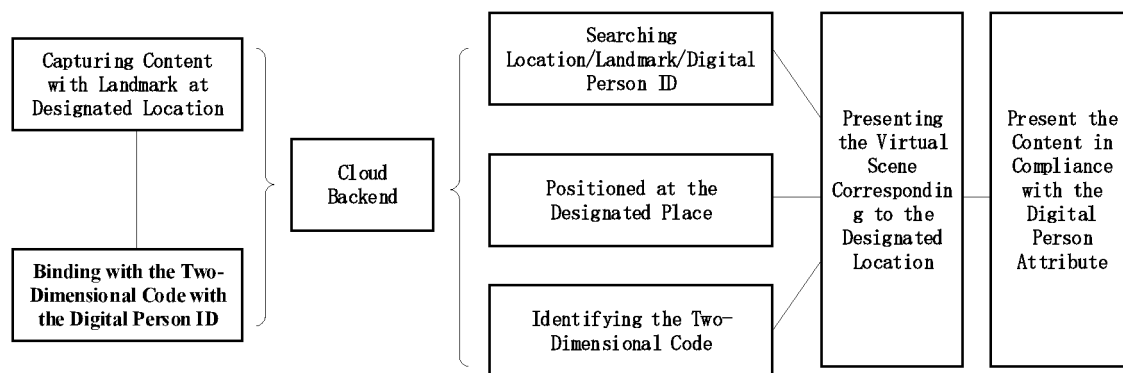 Capturing Content
with Landmark at
Designated Location
Binding with the Two-
Dimensional Code with
the Digital Person ID
Cloud
Backend
Searching
Location/Landmark/Digital
Person ID
Positioned at the
Designated Place
Identifying the Two-
Dimensional Code
Presenting
the Virtual
Scene
Correspondin
g to the
Designated
Location
Present the
Content in
Compliance
with the
Digital
Person
Attribute